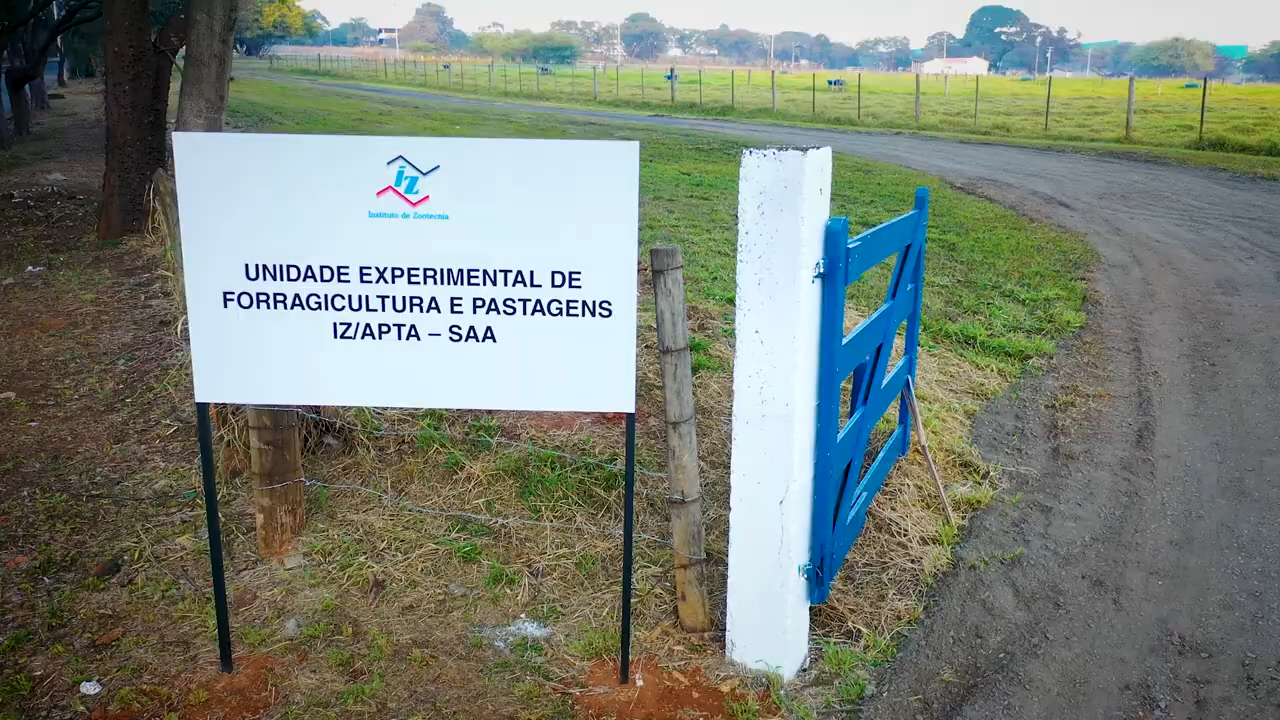 iz
Instituto de Zootecnia
UNIDADE EXPERIMENTAL DE
FORRAGICULTURA E PASTAGENS
IZ/APTA – SAA